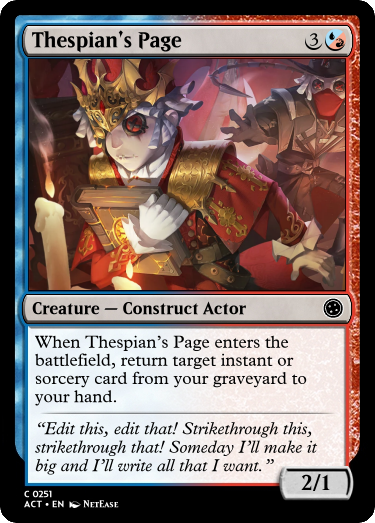 Thespian's Page 3
Creature — Construct Actor
When Thespian's Page enters the
battlefield, return target instant or
sorcery card from your graveyard to
your hand.
“Edit this, edit that! Strikethrough this,
strikethrough that! Someday I'll make it
big and I'll write all that I want.”
2/1
C 0251
ACT • EN NetEase